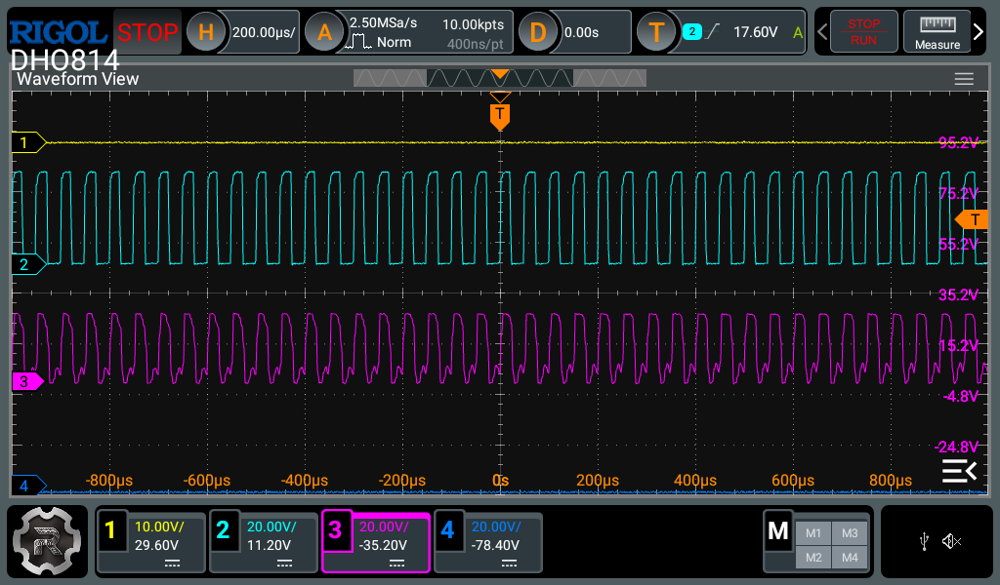 RIGOL STOP H 200.00µs/ A 2.50MSa/s 10.00kpts D 0.00s T 2 17.60V A STOP
Norm 400ns/pt RUN Measure
DHO814
Waveform View
T
1 95.2V
75.2V
T
55.2V
2
35.2V
15.2V
3
-4.8V
-24.8V
4 -800µs -600µs -400µs -200µs 0s 200µs 400µs 600µs 800µs
1 10.00V/ 2 20.00V/ 3 20.00V/ 4 20.00V/ M M1 M3
29.60V 11.20V -35.20V -78.40V M2 M4
R